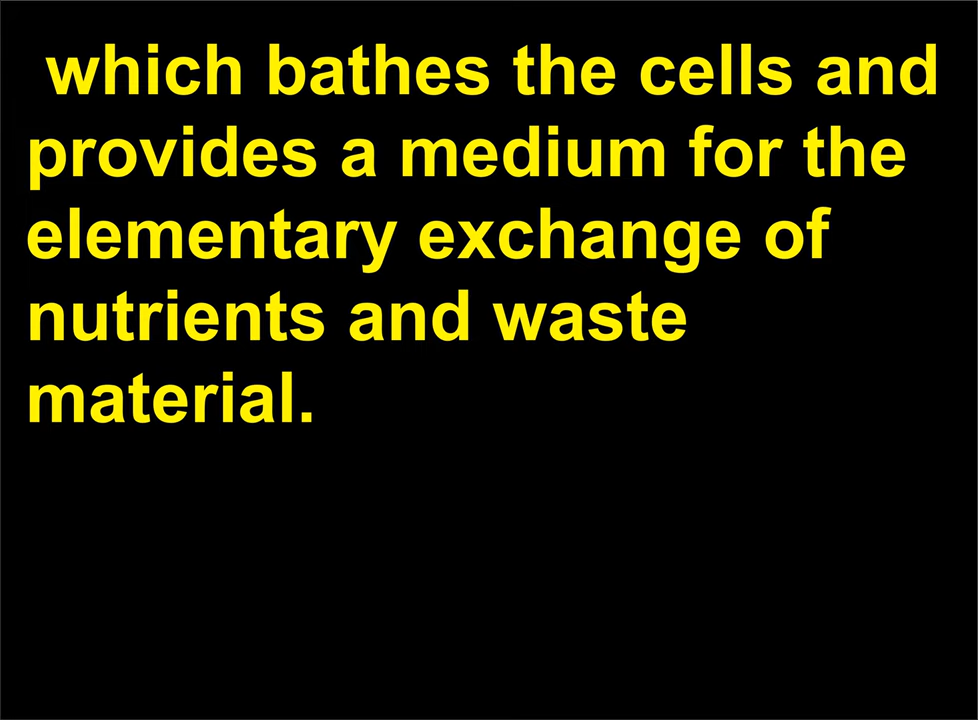 which bathes the cells and
provides a medium for the
elementary exchange of
nutrients and waste
material.